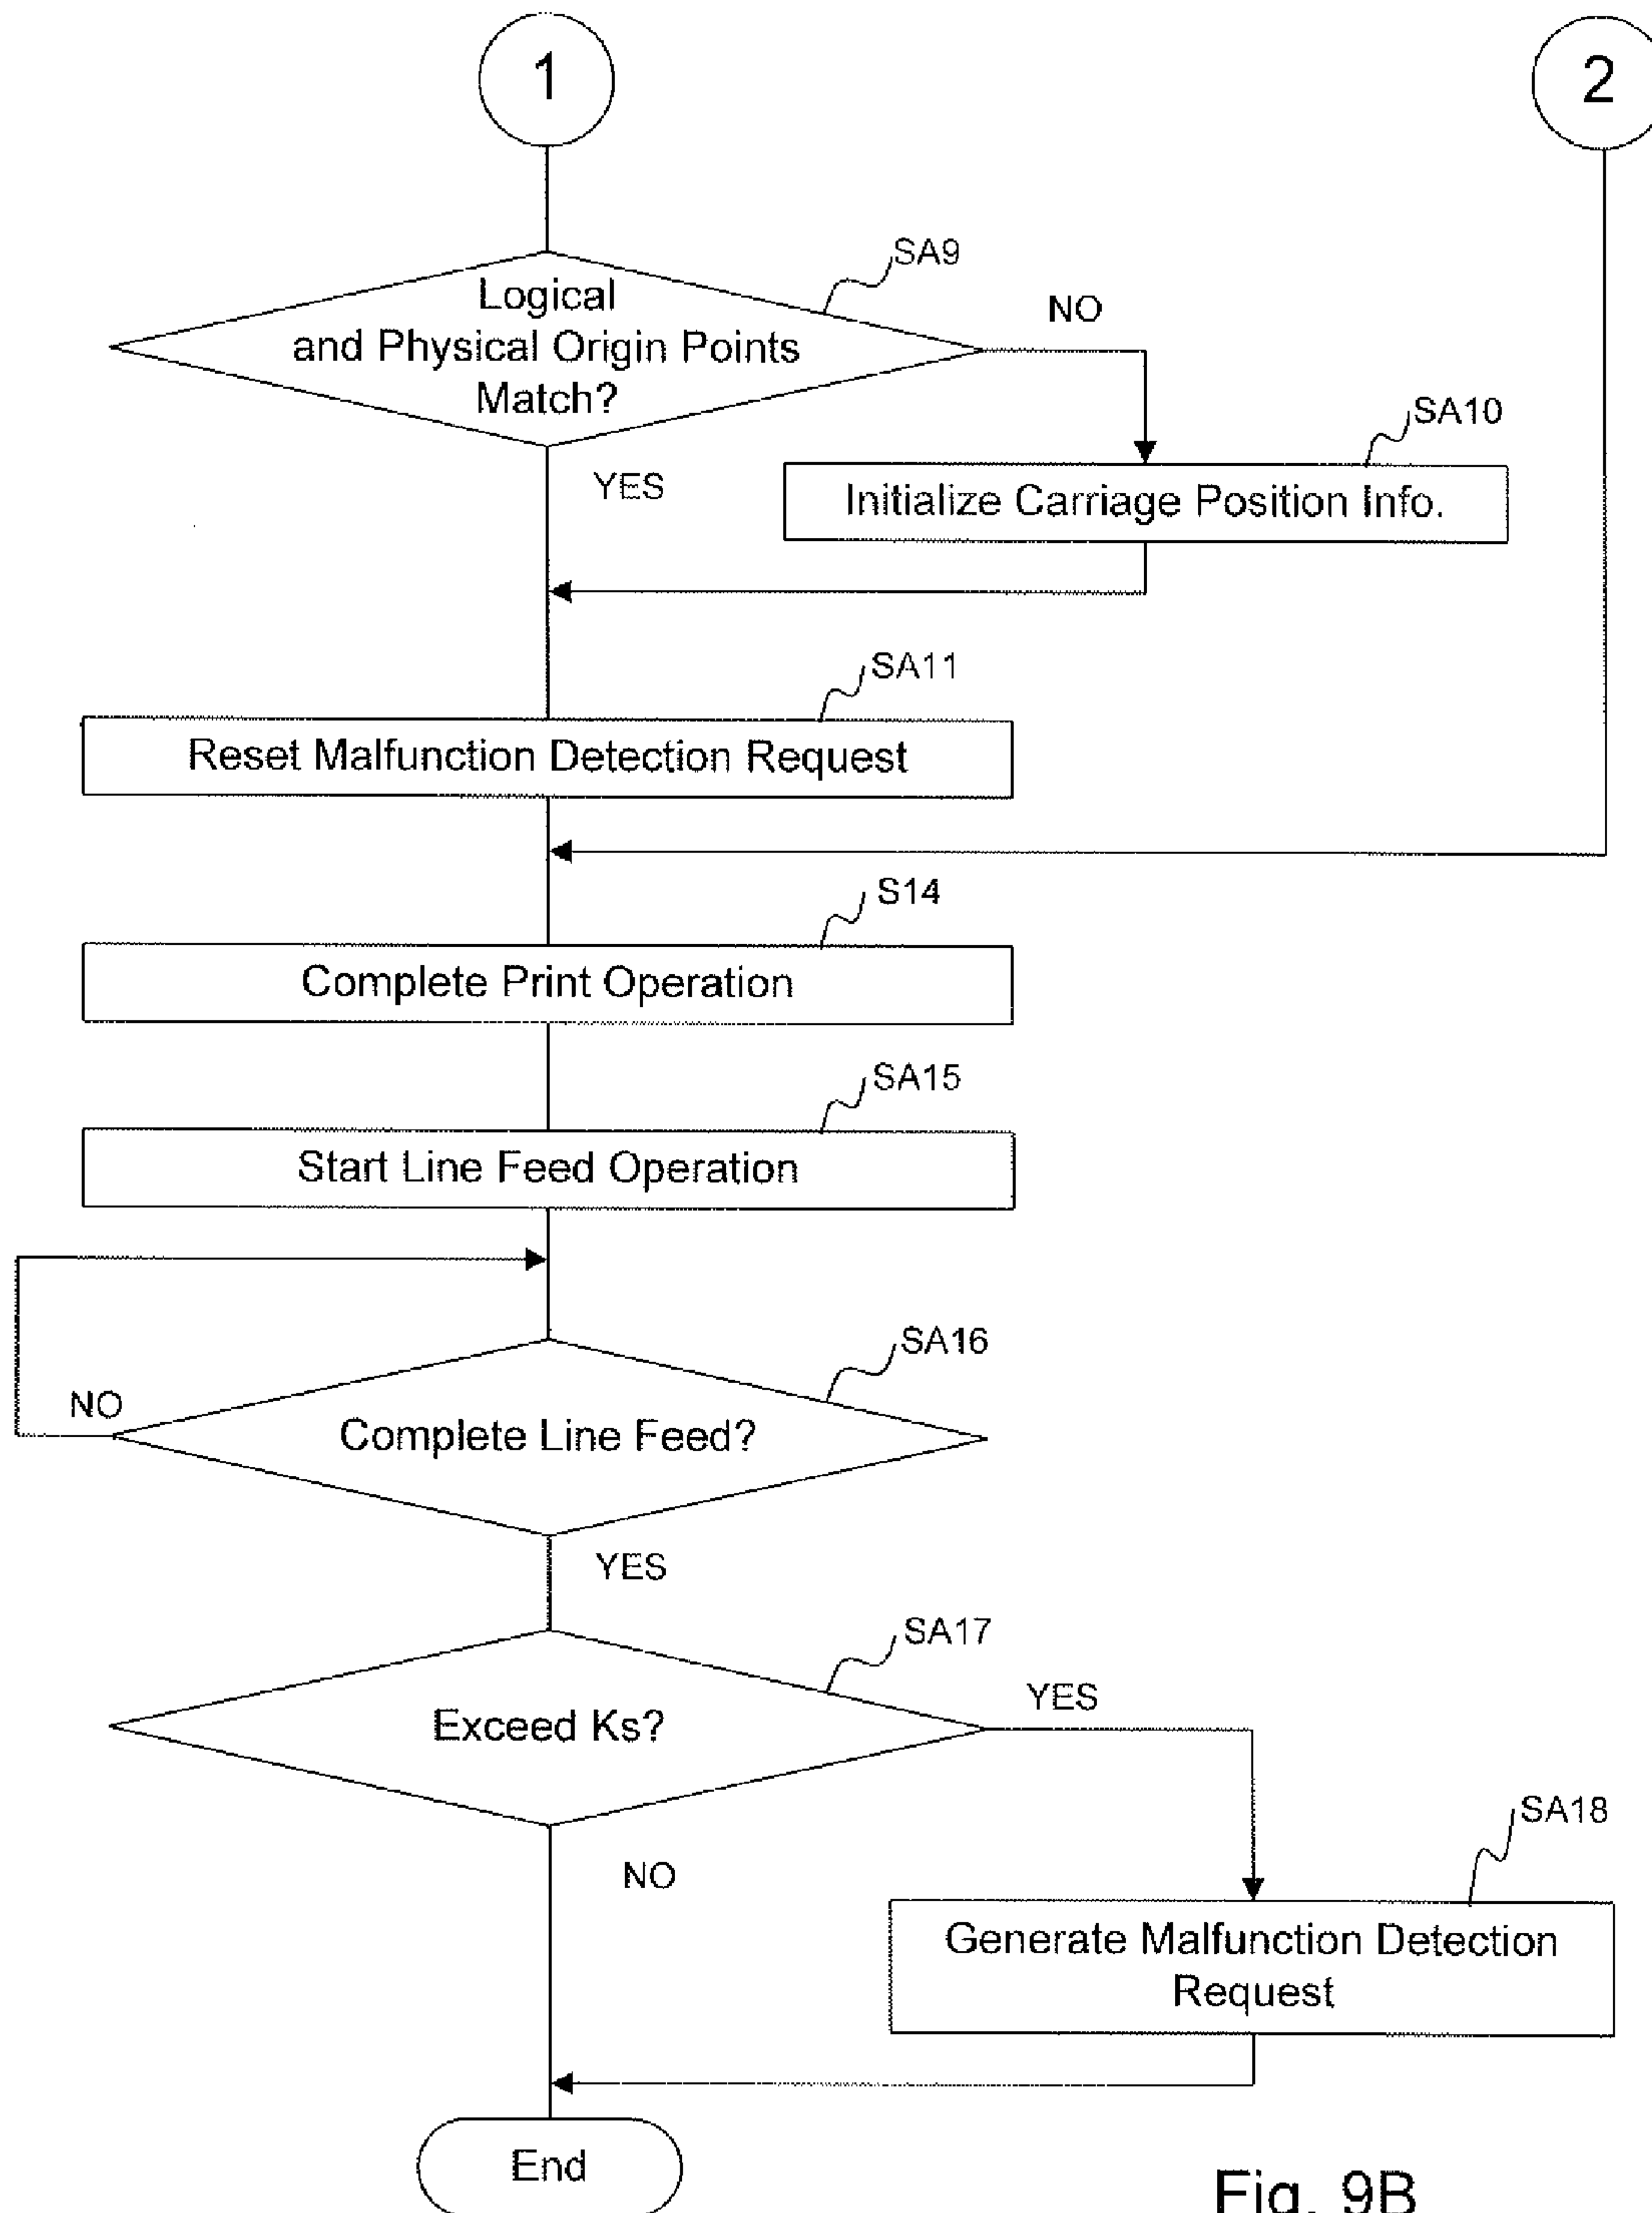 1
2
SA9
Logical
and Physical Origin Points
Match?
NO
SA10
YES
Initialize Carriage Position Info.
SA11
Reset Malfunction Detection Request
S14
Complete Print Operation
SA15
Start Line Feed Operation
SA16
NO
Complete Line Feed?
YES
SA17
YES
Exceed Ks?
SA18
NO
Generate Malfunction Detection
Request
End
Fig. 9B